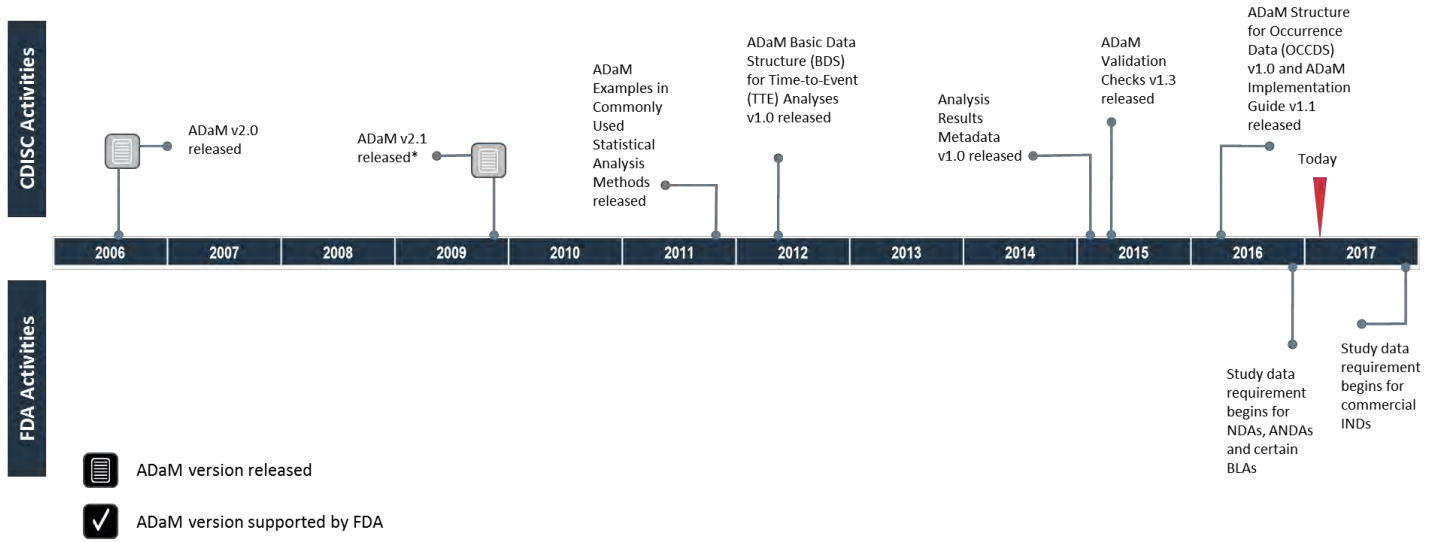 CDISC Activities
ADaM v2.0
released
ADaM v2.1
released*
ADaM
Examples in
Commonly
Used
Statistical
Analysis
Methods
released
ADaM Basic Data
Structure (BDS)
for Time-to-Event
(TTE) Analyses
v1.0 released
Analysis
Results
Metadata
v1.0 released
ADaM
Validation
Checks v1.3
released
ADaM Structure
for Occurrence
Data (OCCDS)
v1.0 and ADaM
Implementation
Guide v1.1
released
Today
2006
2007
2008
2009
2010
2011
2012
2013
2014
2015
2016
2017
FDA Activities
Study data
requirement
begins for
NDAs, ANDAs
and certain
BLAs
Study data
requirement
begins for
commercial
INDs
ADaM version released
ADaM version supported by FDA